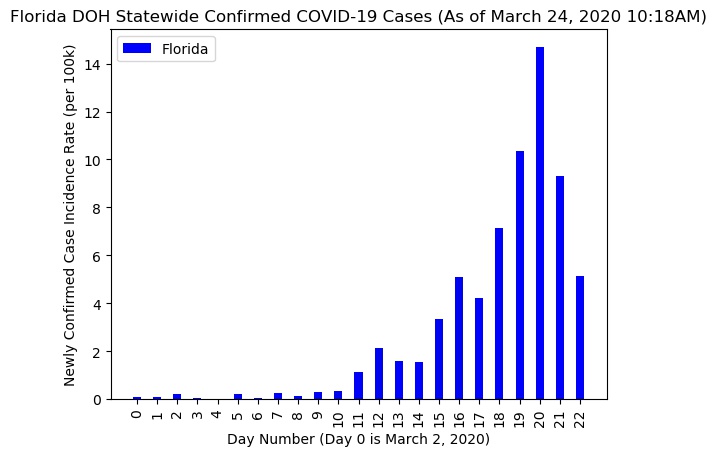 Florida DOH Statewide Confirmed COVID-19 Cases (As of March 24, 2020 10:18AM)
Florida
Newly Confirmed Case Incidence Rate (per 100k)
14
12
10
8
6
4
2
0
0 1 2 3 4 5 6 7 8 9 10 11 12 13 14 15 16 17 18 19 20 21 22
Day Number (Day 0 is March 2, 2020)